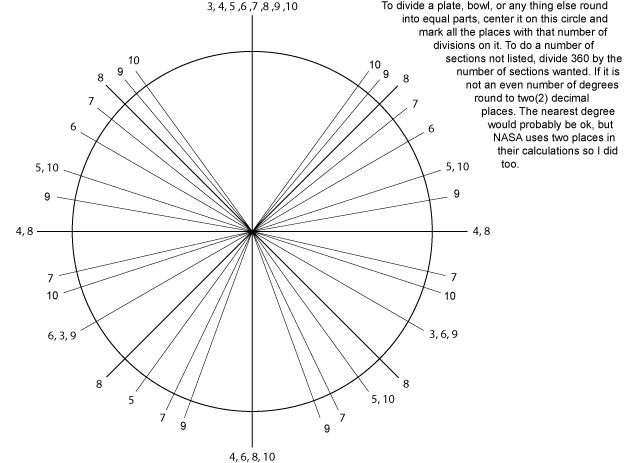 3, 4, 5 ,6 ,7 ,8 ,9 ,10
To divide a plate, bowl, or any thing else round
into equal parts, center it on this circle and
mark all the places with that number of
divisions on it. To do a number of
sections not listed, divide 360 by the
number of sections wanted. If it is
not an even number of degrees
round to two(2) decimal
places. The nearest degree
would probably be ok, but
NASA uses two places in
their calculations so I did
too.
10
9
8
7
6
5, 10
9
4, 8
7
10
3, 6, 9
8
5, 10
7
9
4, 6, 8, 10
9
7
5
8
6, 3, 9
10
7
4, 8
9
5, 10
6
7
8
9
10